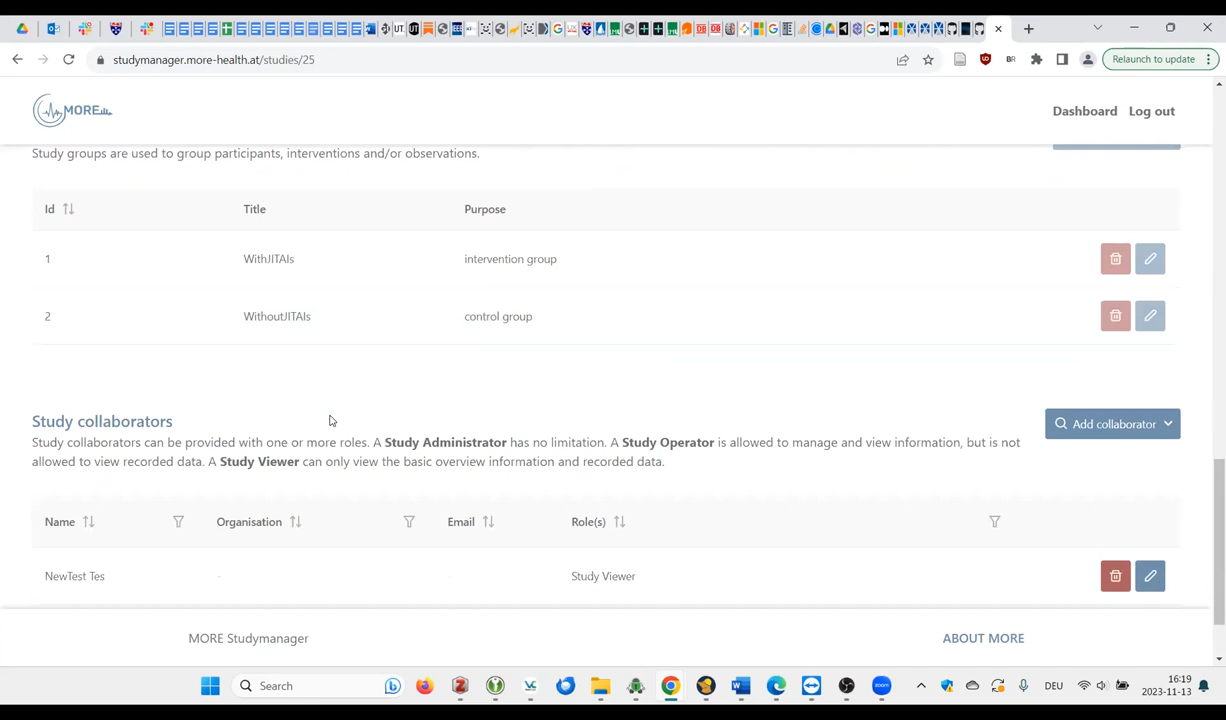 studymanager.more-health.at/studies/25
Relaunch to update
MORE
Dashboard
Log out
Study groups are used to group participants, interventions and/or observations.
Id
Title
Purpose
1
WithJITAIs
intervention group
2
WithoutJITAIs
control group
Study collaborators
Add collaborator
Study collaborators can be provided with one or more roles. A Study Administrator has no limitation. A Study Operator is allowed to manage and view information, but is not
allowed to view recorded data. A Study Viewer can only view the basic overview information and recorded data.
Name
Organisation
Email
Role(s)
NewTest Tes
-
Study Viewer
MORE Studymanager
ABOUT MORE
Search
DEU
16:19
2023-11-13